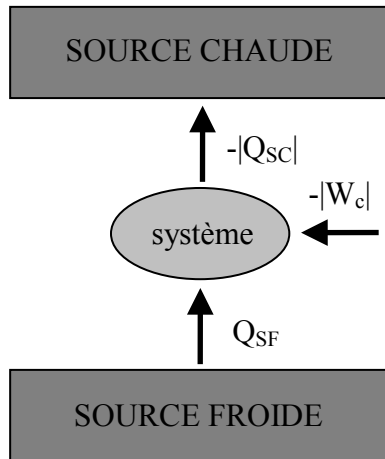 SOURCE CHAUDE
-|Q_SC|
-|W_c|
système
Q_SF
SOURCE FROIDE